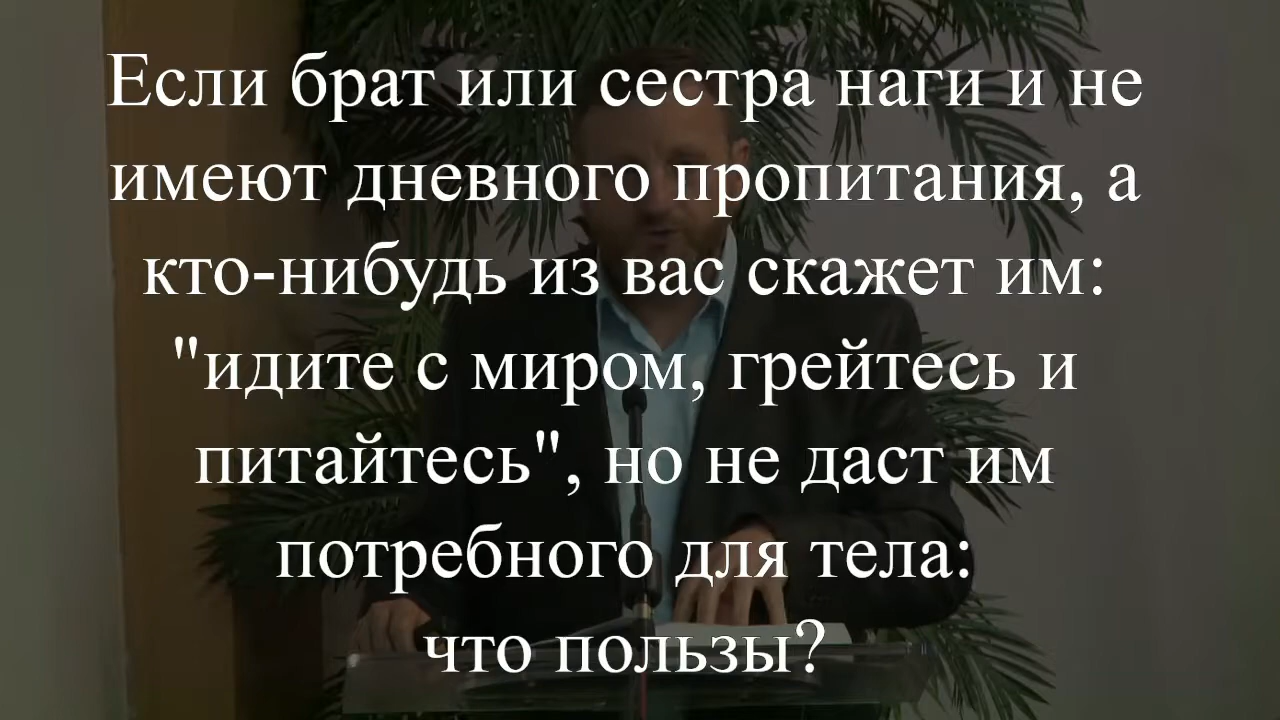 Если брат или сестра наги и не
имеют дневного пропитания, а
кто-нибудь из вас скажет им:
"идите с миром, грейтесь и
питайтесь", но не даст им
потребного для тела:
что пользы?